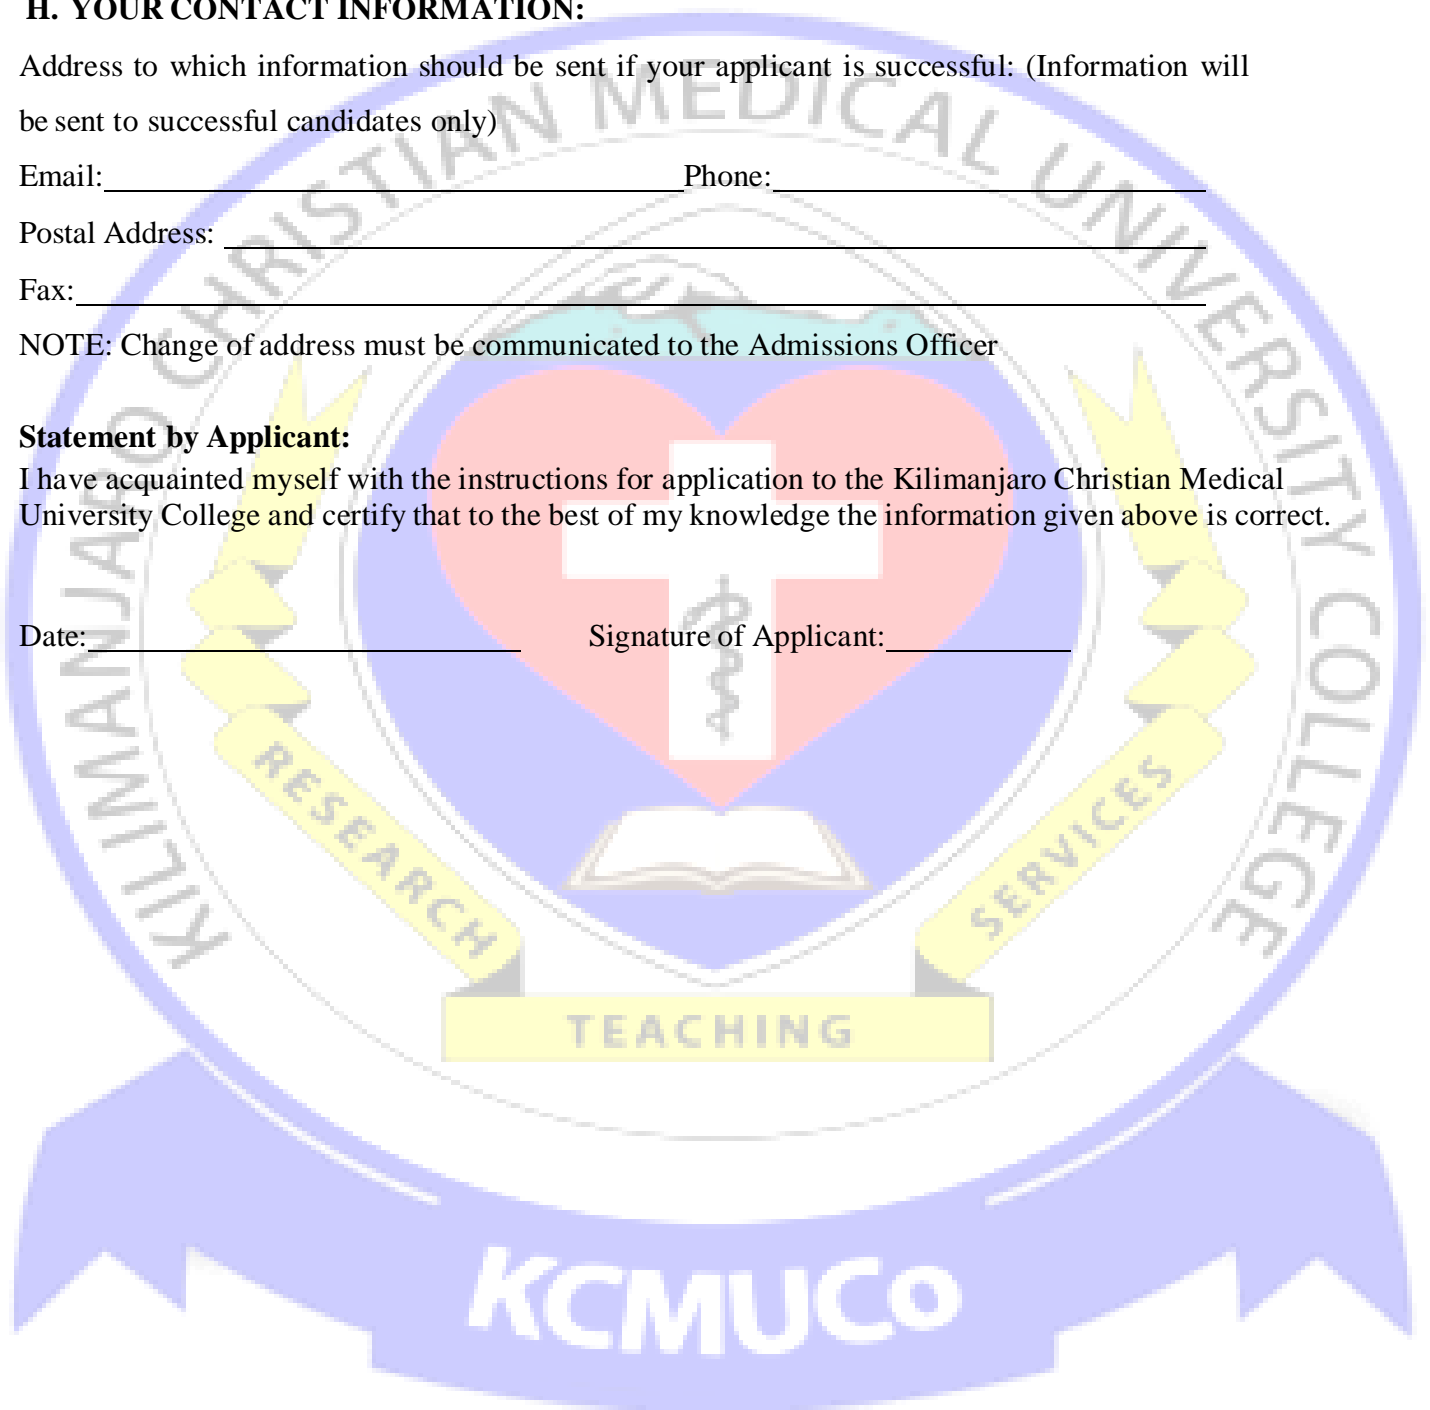 H. YOUR CONTACT INFORMATION:
Address to which information should be sent if your applicant is successful: (Information will
be sent to successful candidates only)
Email: Phone:
Postal Address:
Fax:
NOTE: Change of address must be communicated to the Admissions Officer
Statement by Applicant:
I have acquainted myself with the instructions for application to the Kilimanjaro Christian Medical
University College and certify that to the best of my knowledge the information given above is correct.
Date: Signature of Applicant:
KILIMANJARO CHRISTIAN MEDICAL UNIVERSITY COLLEGE
RESEARCH
TEACHING
SERVICES
KCMUCo